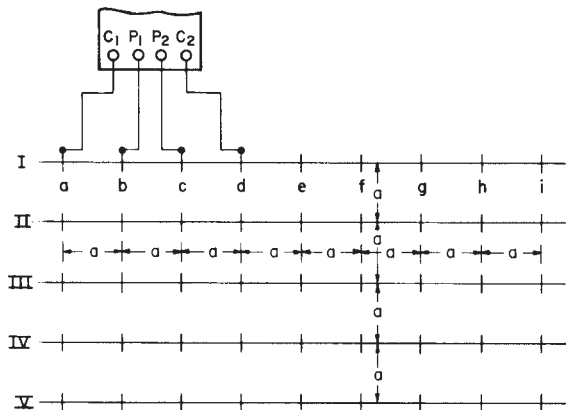 C1 P1 P2 C2
I
a b c d e f g h i
a
II
a
a a a a a a a a
III
a
IV
a
V